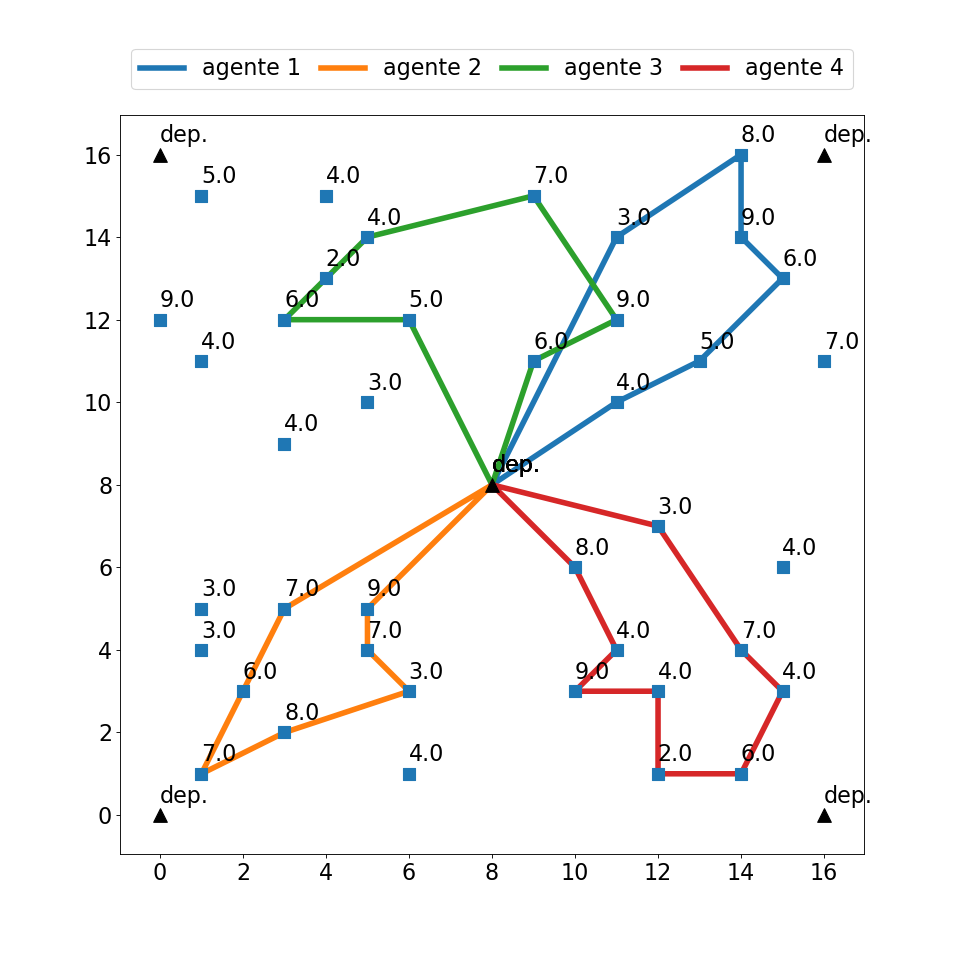 agente 1 agente 2 agente 3 agente 4
dep. 8.0 dep.
16
5.0 4.0 7.0
4.0 3.0 9.0
14
2.0 6.0
9.0 6.0 5.0 9.0
12
4.0 6.0 5.0 7.0
3.0 4.0
10
4.0
dep. dep.
8
3.0
8.0 4.0
6
3.0 7.0 9.0
3.0 7.0 4.0 7.0
4
6.0 3.0 9.0 4.0 4.0
8.0
2
7.0 4.0 2.0 6.0
dep. dep.
0
0 2 4 6 8 10 12 14 16